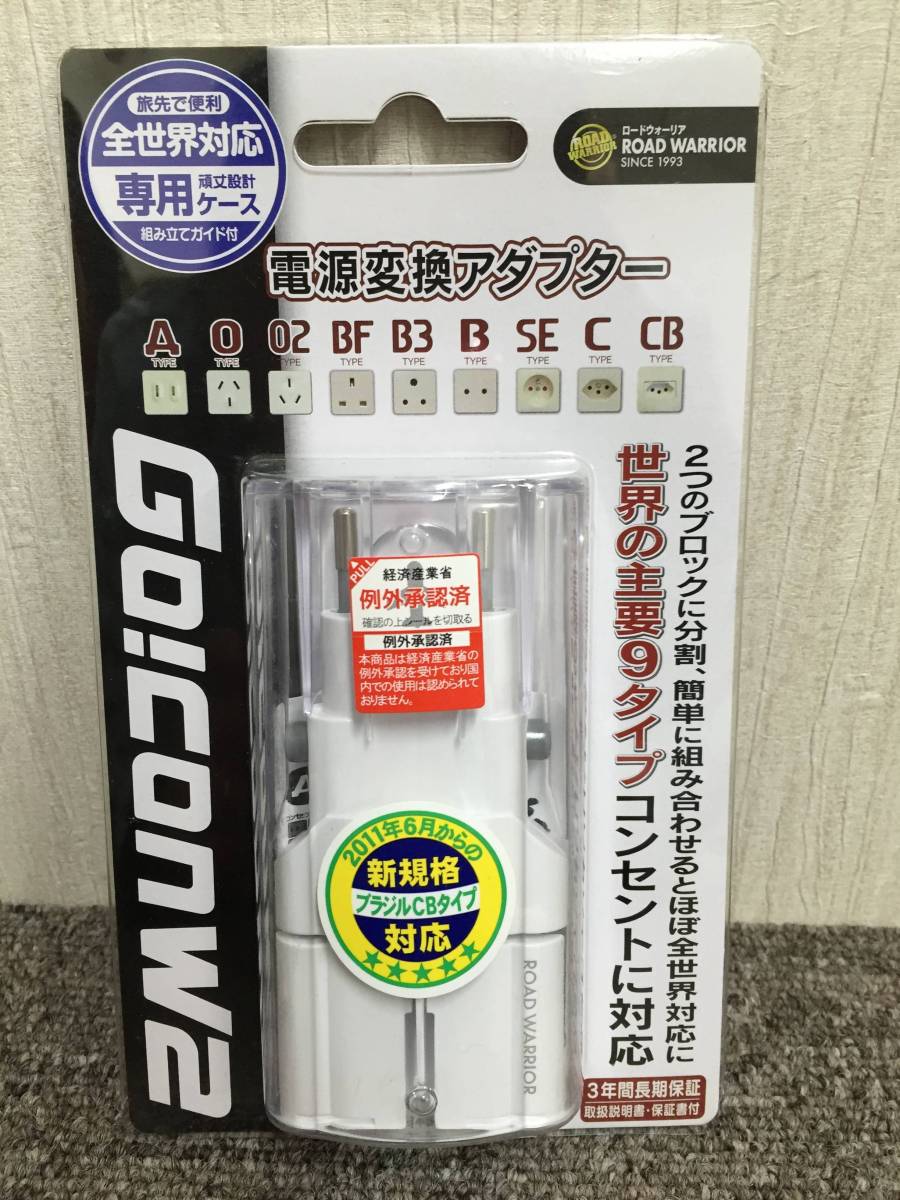 旅先で便利
全世界対応
専用 頑丈設計ケース
組み立てガイド付
ロードウォーリア
ROAD WARRIOR
SINCE 1993
ROAD WARRIOR
電源変換アダプター
A O O2 BF B3 B SE C CB
TYPE TYPE TYPE TYPE TYPE TYPE TYPE TYPE TYPE
Go!conW2
2つのブロックに分割、簡単に組み合わせるとほぼ全世界対応に
世界の主要9タイプコンセントに対応
PULL
経済産業省
例外承認済
確認の上シールを切取る
例外承認済
本商品は経済産業省の
例外承認を受けており国
内での使用は認められて
おりません。
A
2011年6月からの
新規格
ブラジルCBタイプ
対応
ROAD WARRIOR
3年間長期保証
取扱説明書・保証書付